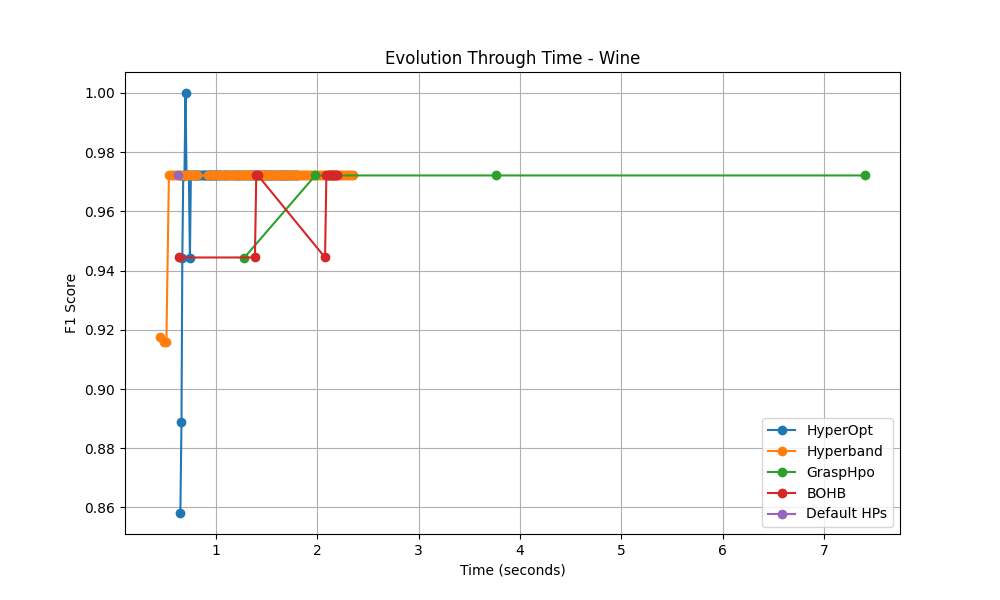 Evolution Through Time - Wine
F1 Score
1.00
0.98
0.96
0.94
0.92
0.90
0.88
0.86
1 2 3 4 5 6 7
Time (seconds)
HyperOpt
Hyperband
GraspHpo
BOHB
Default HPs